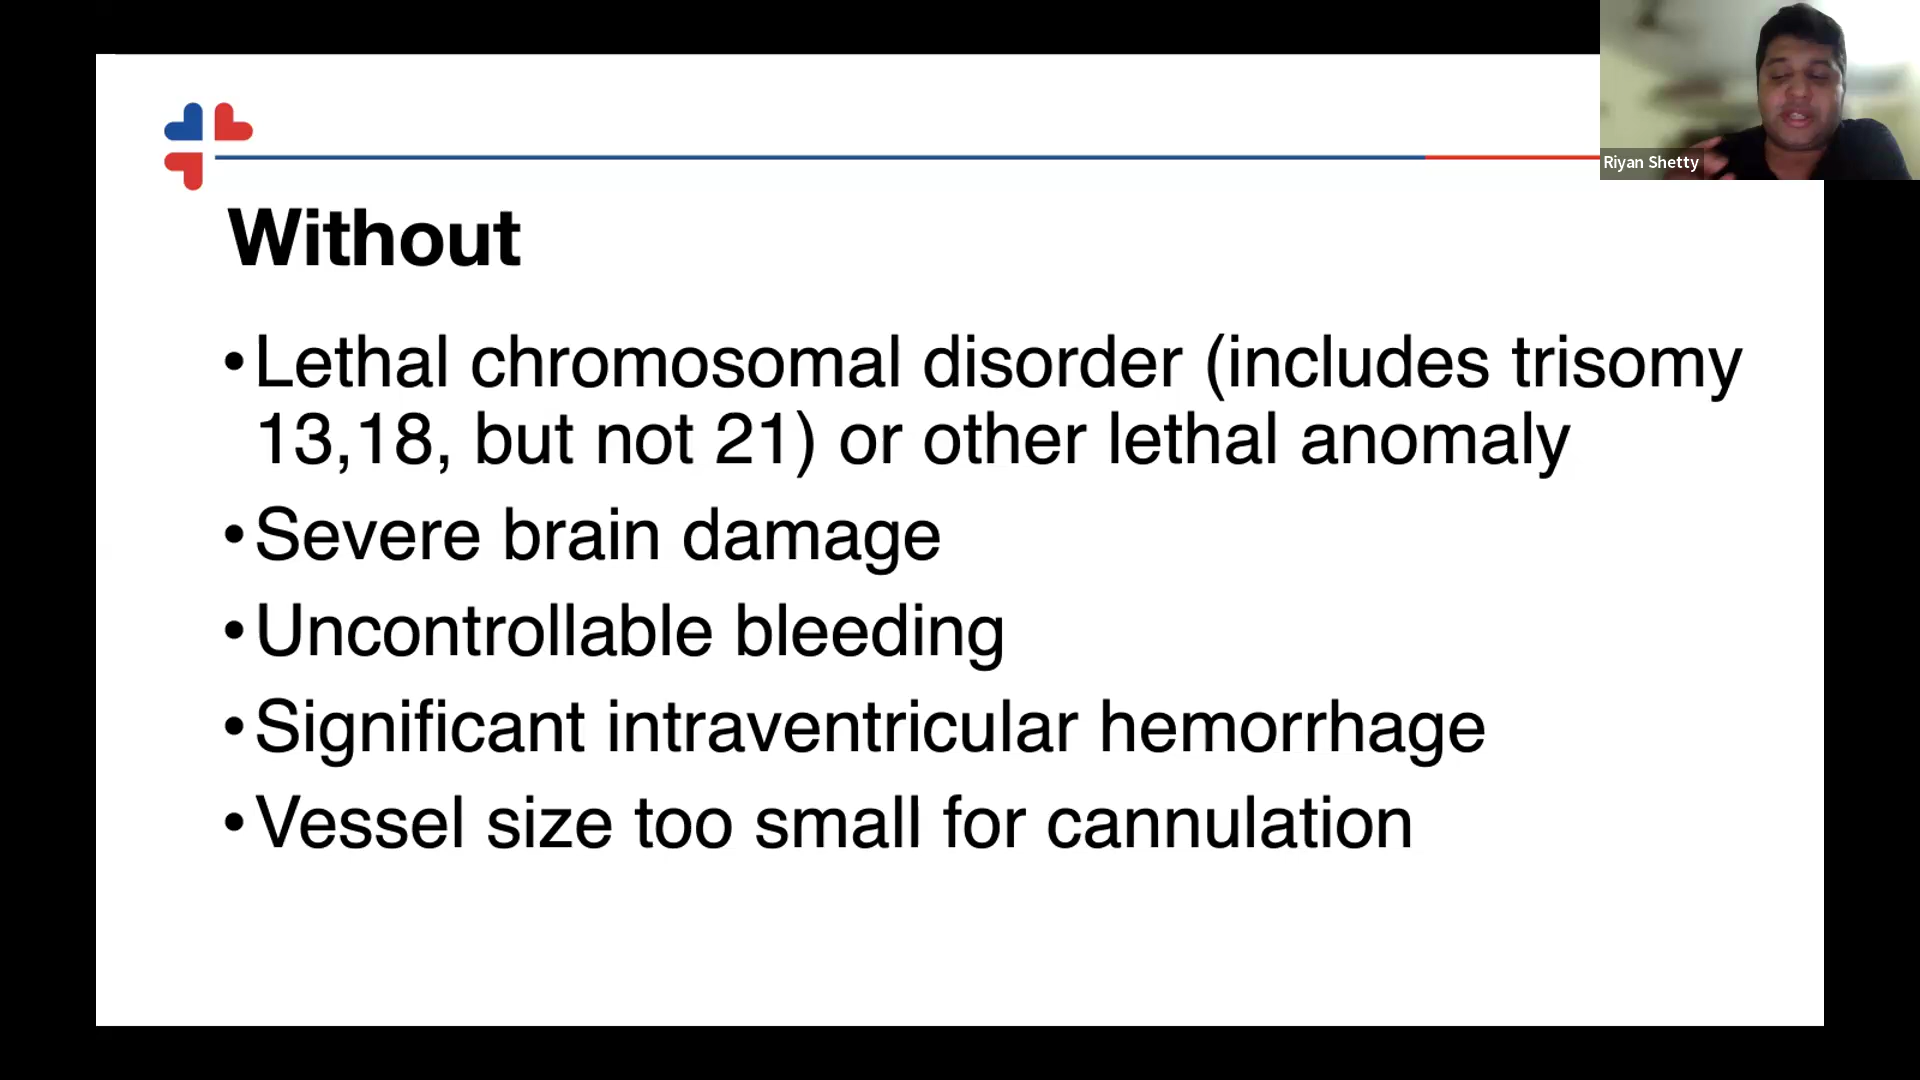 Riyan Shetty
Without
•Lethal chromosomal disorder (includes trisomy
13,18, but not 21) or other lethal anomaly
•Severe brain damage
•Uncontrollable bleeding
•Significant intraventricular hemorrhage
•Vessel size too small for cannulation